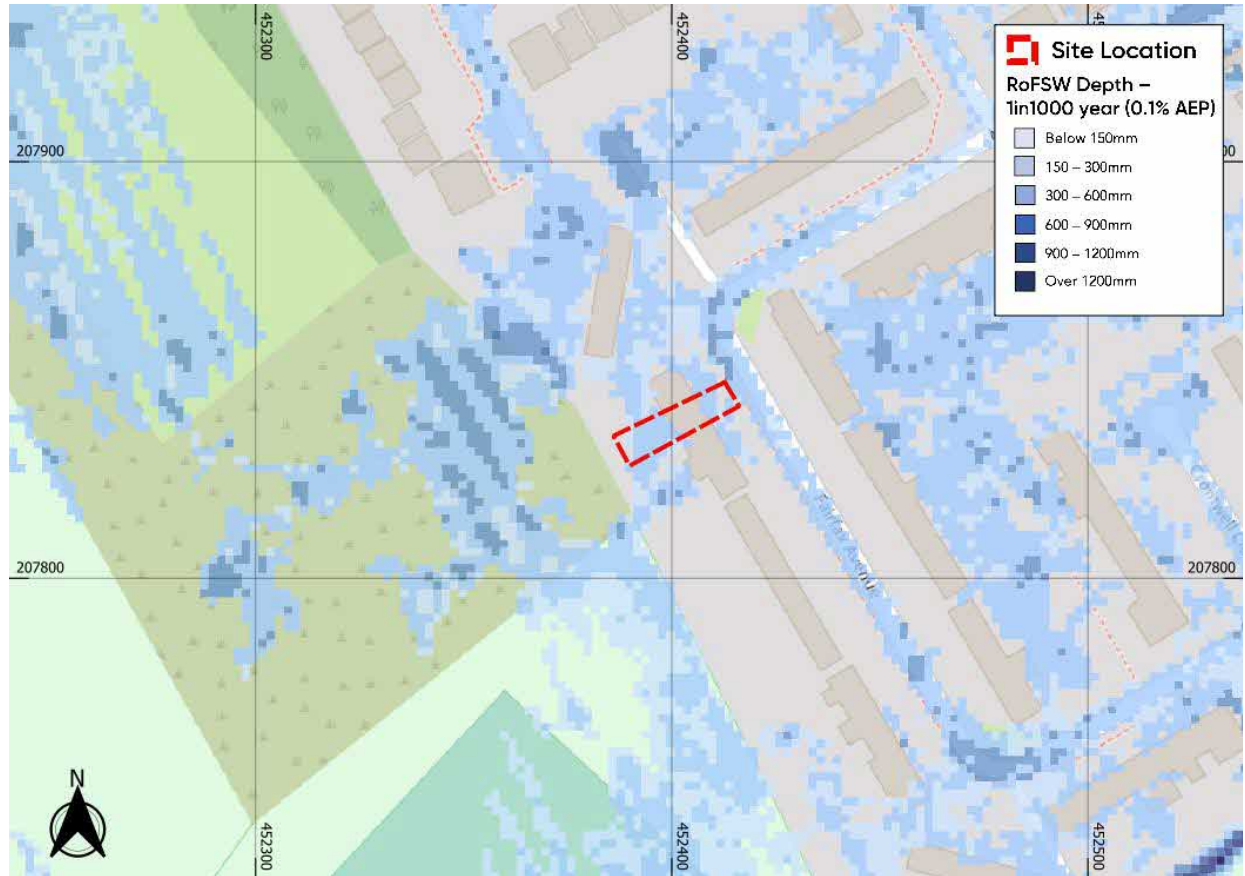 Site Location
RoFSW Depth –
1in1000 year (0.1% AEP)
Below 150mm
150 – 300mm
300 – 600mm
600 – 900mm
900 – 1200mm
Over 1200mm
452300
452400
207900
00
Fairfax Avenue
Cromwell
207800
207800
N
452300
452400
452500